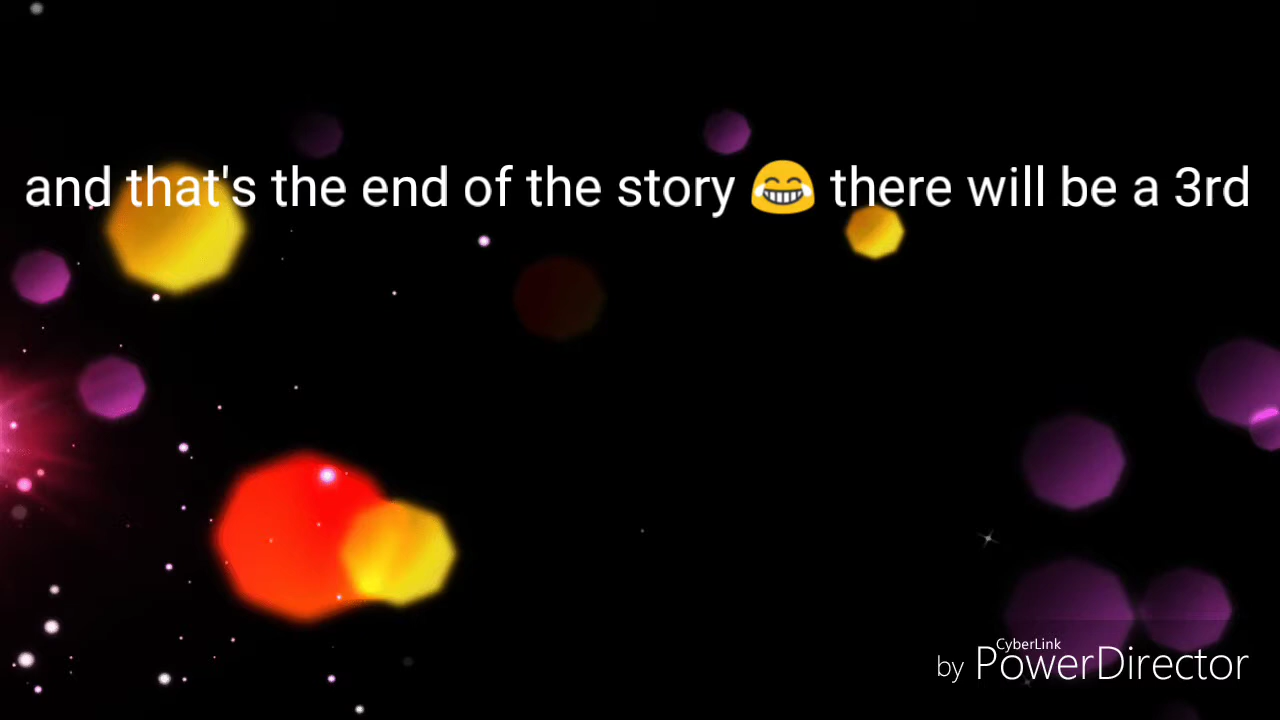 and that's the end of the story 😂 there will be a 3rd
CyberLink
by PowerDirector